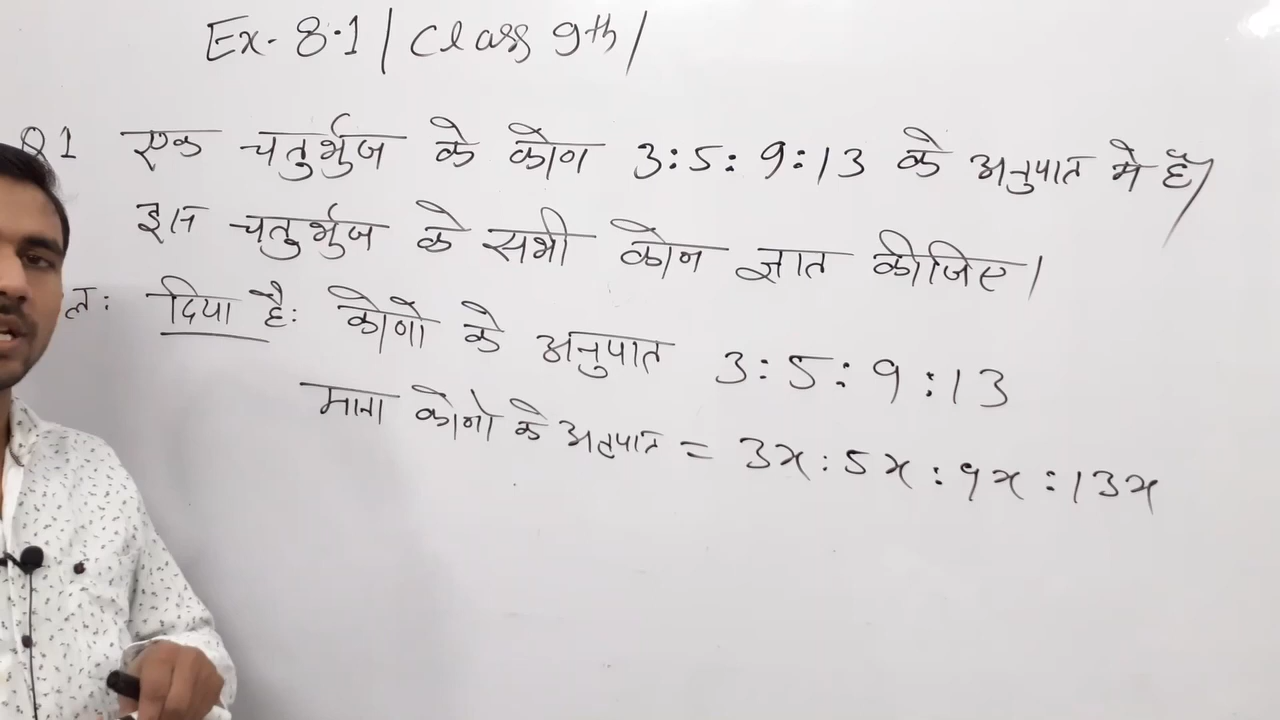 Ex- 8.1 | Class 9th |
Q1 एक चतुर्भुज के कोण 3:5:9:13 के अनुपात मे हैं।
इस चतुर्भुज के सभी कोन ज्ञात कीजिए।
ल: दिया है: कोणों के अनुपात 3:5:9:13
माना कोनो के अनुपात = 3x:5x:9x:13x